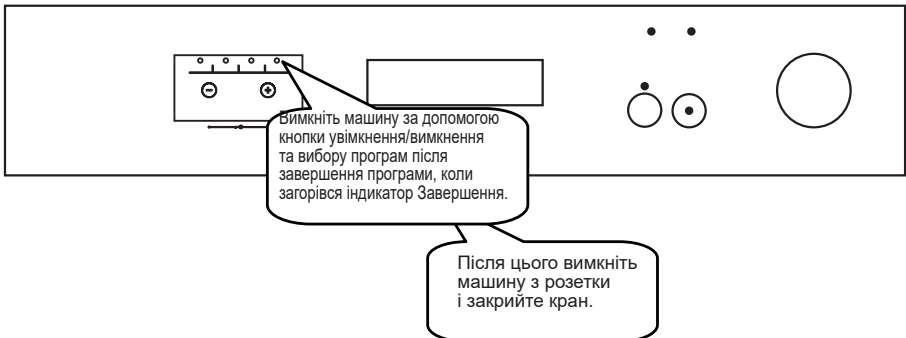 Вимкніть машину за допомогою
кнопки увімкнення/вимкнення
та вибору програм після
завершення програми, коли
загорівся індикатор Завершення.
Після цього вимкніть
машину з розетки
і закрийте кран.